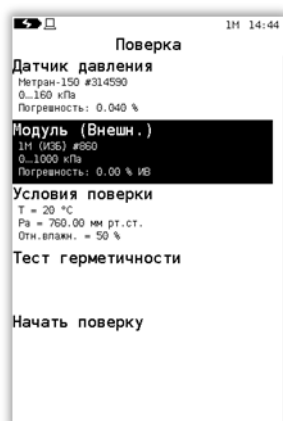 1М 14:44
Поверка
Датчик давления
Метран-150 #314590
0…160 кПа
Погрешность: 0.040 %
Модуль (Внешн.)
1М (И3Б) #860
0…1000 кПа
Погрешность: 0.00 % ИВ
Условия поверки
T = 20 °C
Pa = 760.00 мм рт.ст.
Отн.влажн. = 50 %
Тест герметичности
Начать поверку